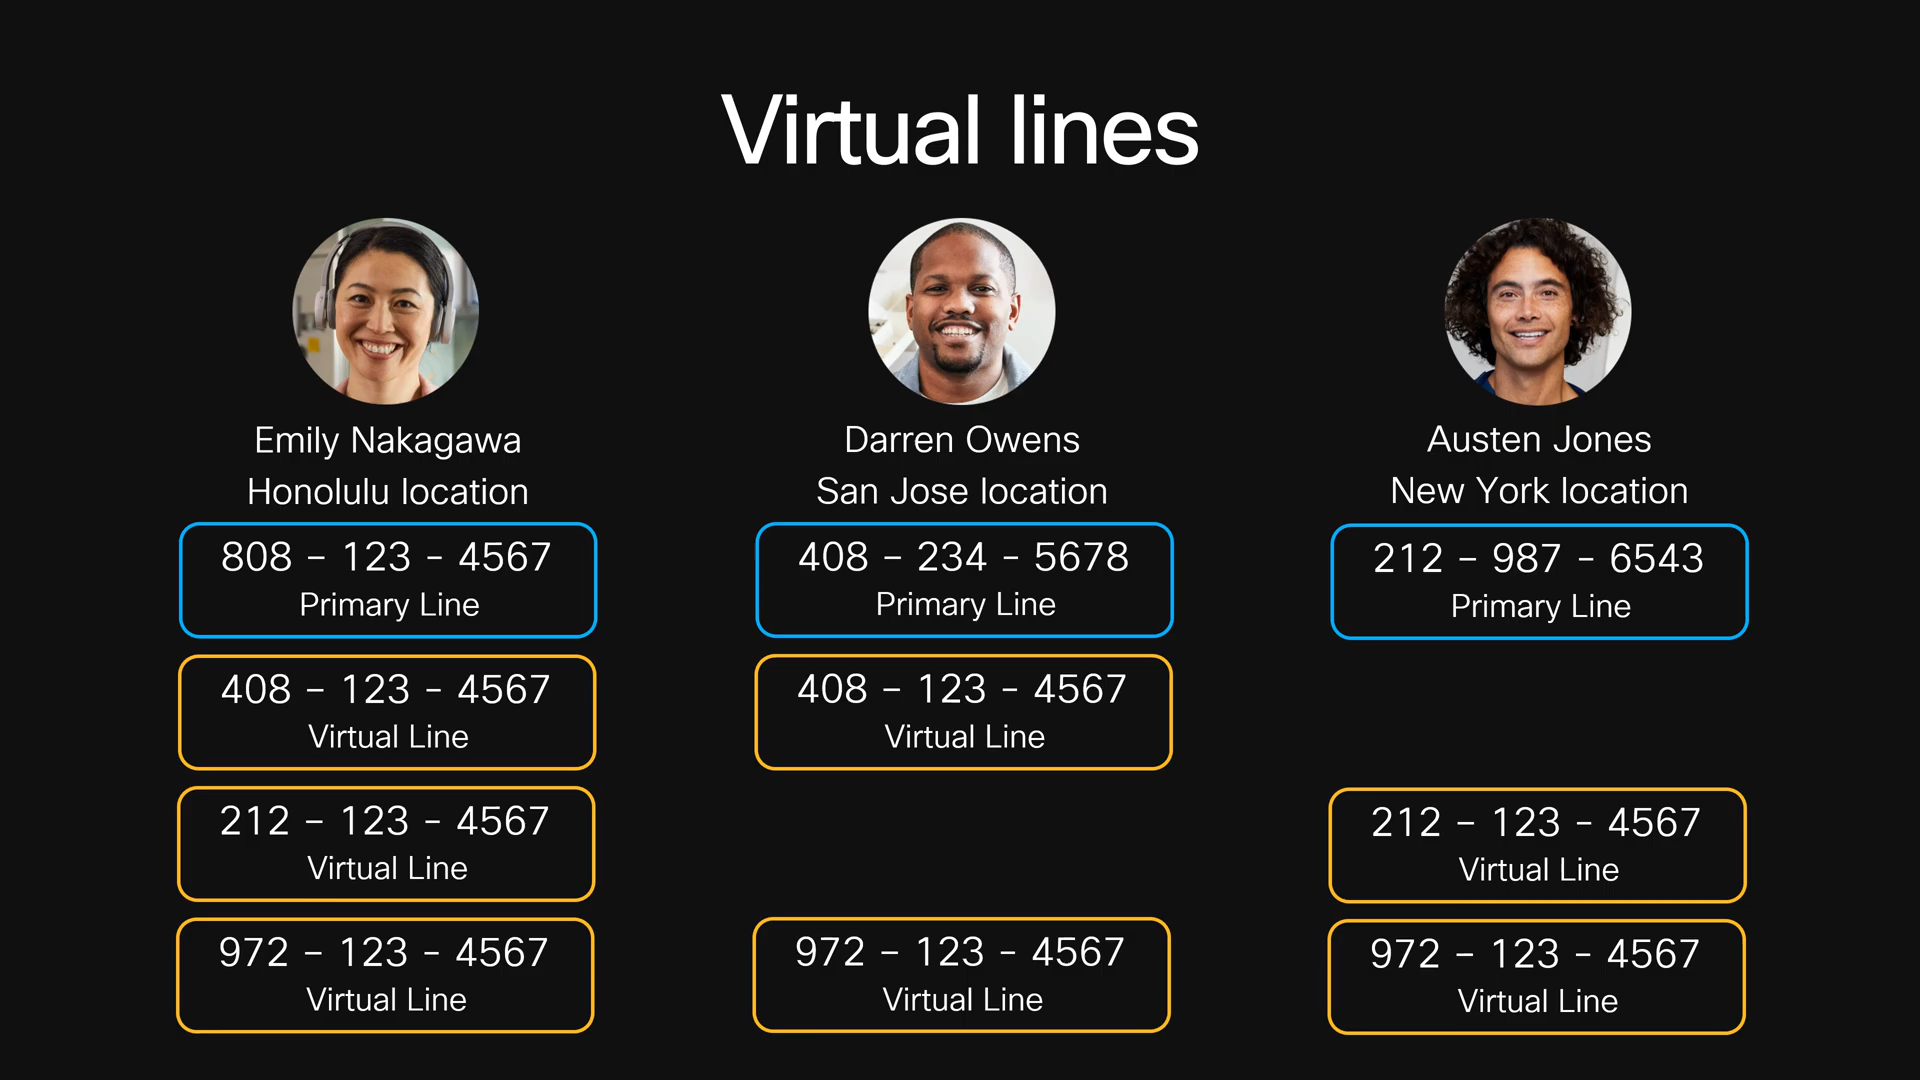 Virtual lines
Emily Nakagawa
Honolulu location
808 – 123 – 4567
Primary Line
408 – 123 – 4567
Virtual Line
212 – 123 – 4567
Virtual Line
972 – 123 – 4567
Virtual Line
Darren Owens
San Jose location
408 – 234 – 5678
Primary Line
408 – 123 – 4567
Virtual Line
972 – 123 – 4567
Virtual Line
Austen Jones
New York location
212 – 987 – 6543
Primary Line
212 – 123 – 4567
Virtual Line
972 – 123 – 4567
Virtual Line